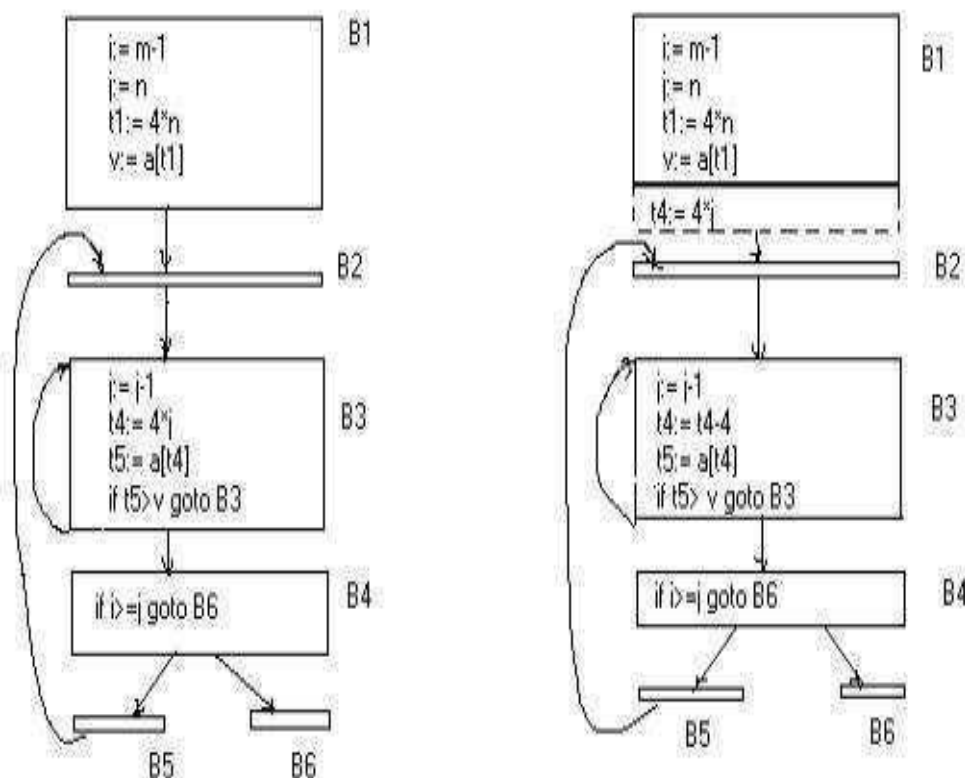 i:= m-1
j:= n
t1:= 4*n
v:= a[t1]
B1
B2
j:= j-1
t4:= 4*j
t5:= a[t4]
if t5>v goto B3
B3
if i>=j goto B6
B4
B5
B6
i:= m-1
j:= n
t1:= 4*n
v:= a[t1]
t4:= 4*j
B1
B2
j:= j-1
t4:= t4-4
t5:= a[t4]
if t5> v goto B3
B3
if i>=j goto B6
B4
B5
B6